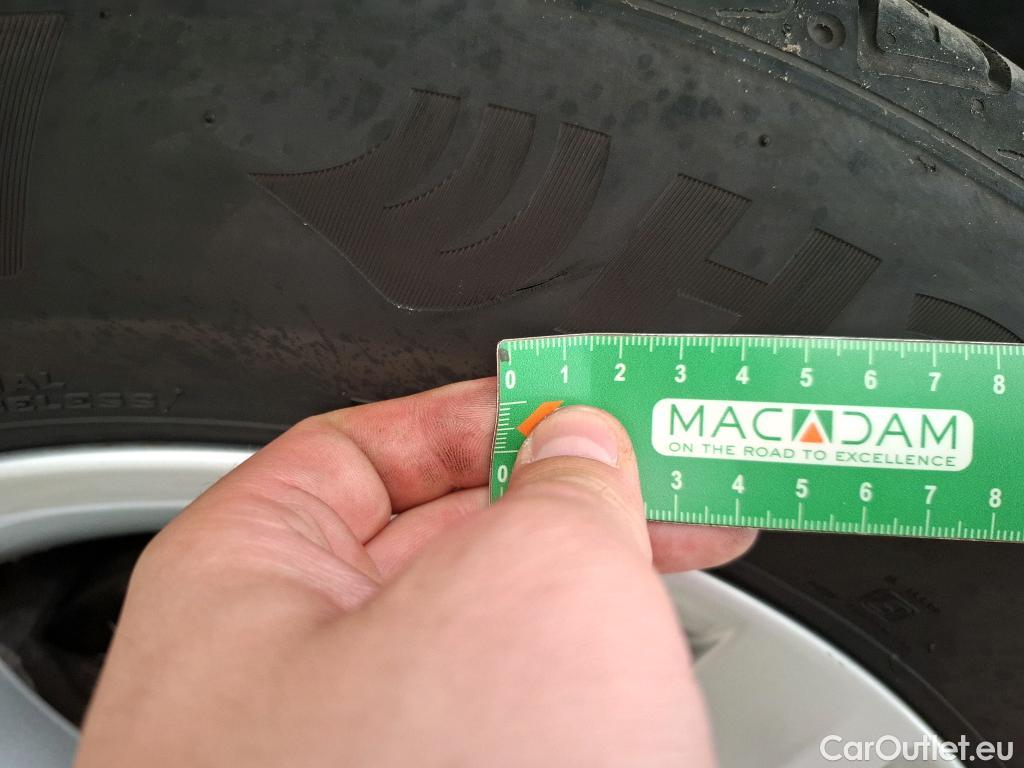 0 1 2 3 4 5 6 7 8
MACADAM
ON THE ROAD TO EXCELLENCE
0 3 4 5 6 7 8
CarOutlet.eu